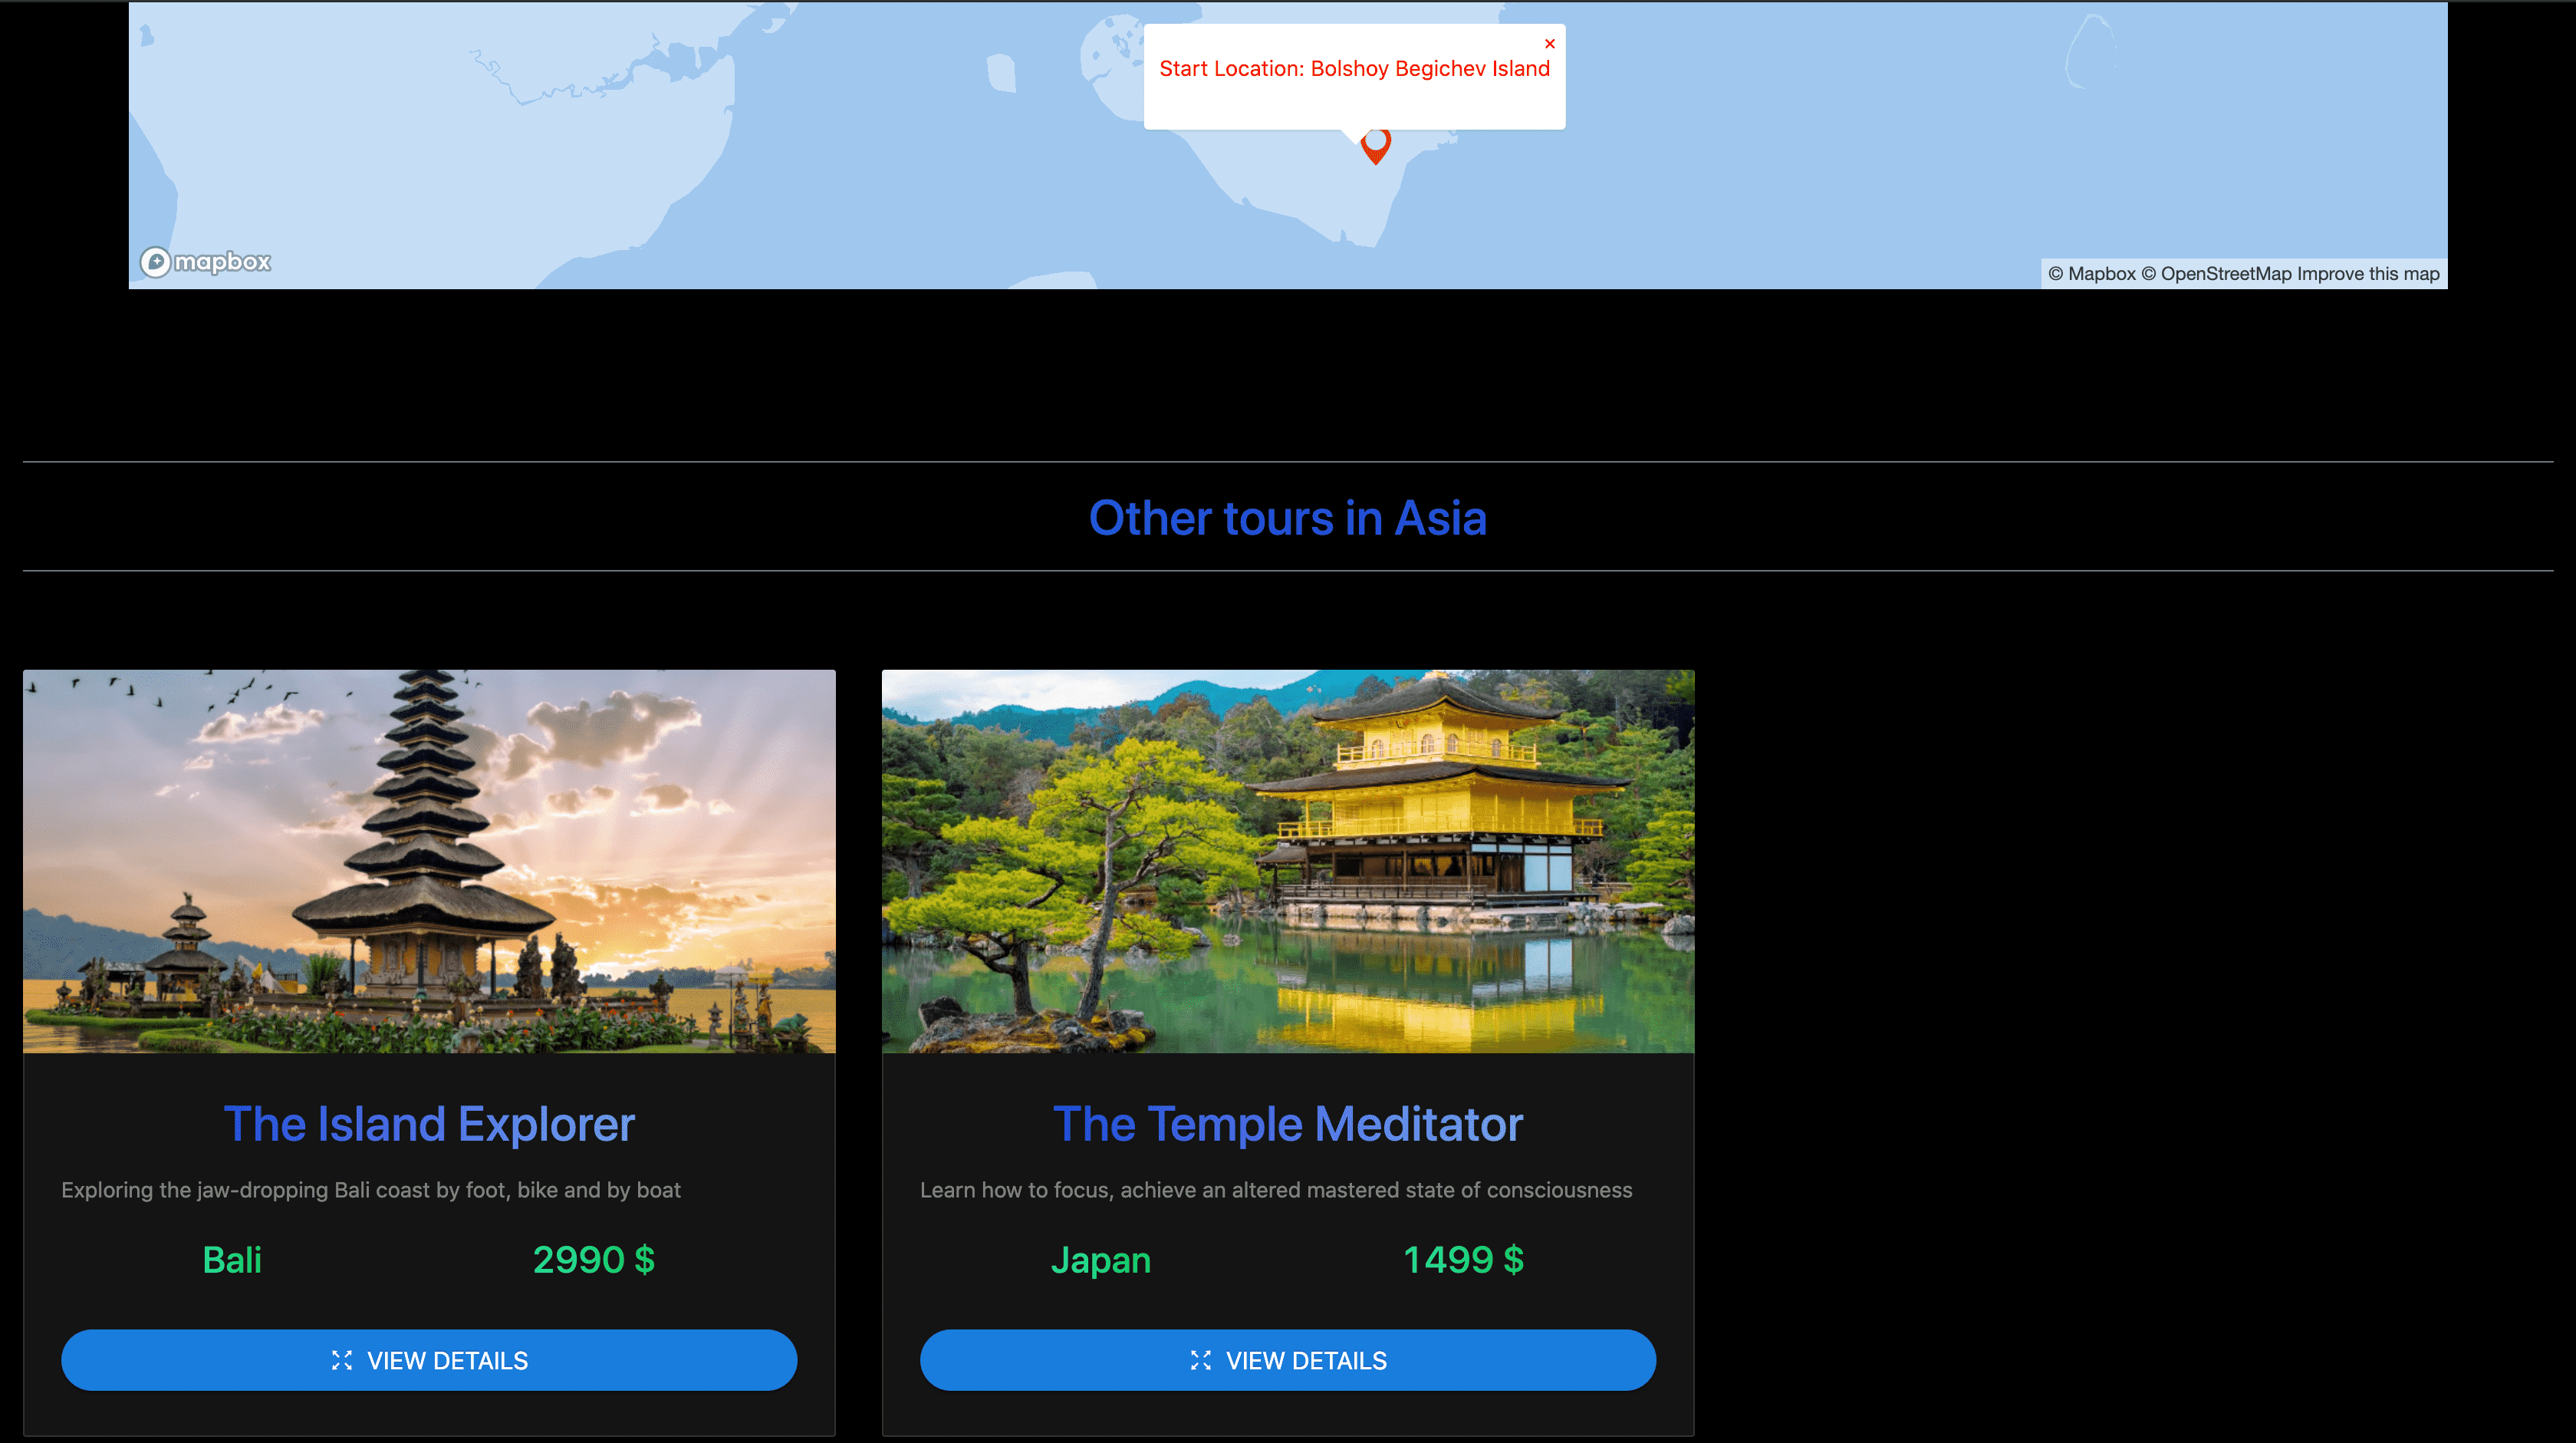 ×
Start Location: Bolshoy Begichev Island
mapbox
© Mapbox © OpenStreetMap Improve this map
Other tours in Asia
The Island Explorer
Exploring the jaw-dropping Bali coast by foot, bike and by boat
Bali 2990 $
VIEW DETAILS
The Temple Meditator
Learn how to focus, achieve an altered mastered state of consciousness
Japan 1499 $
VIEW DETAILS